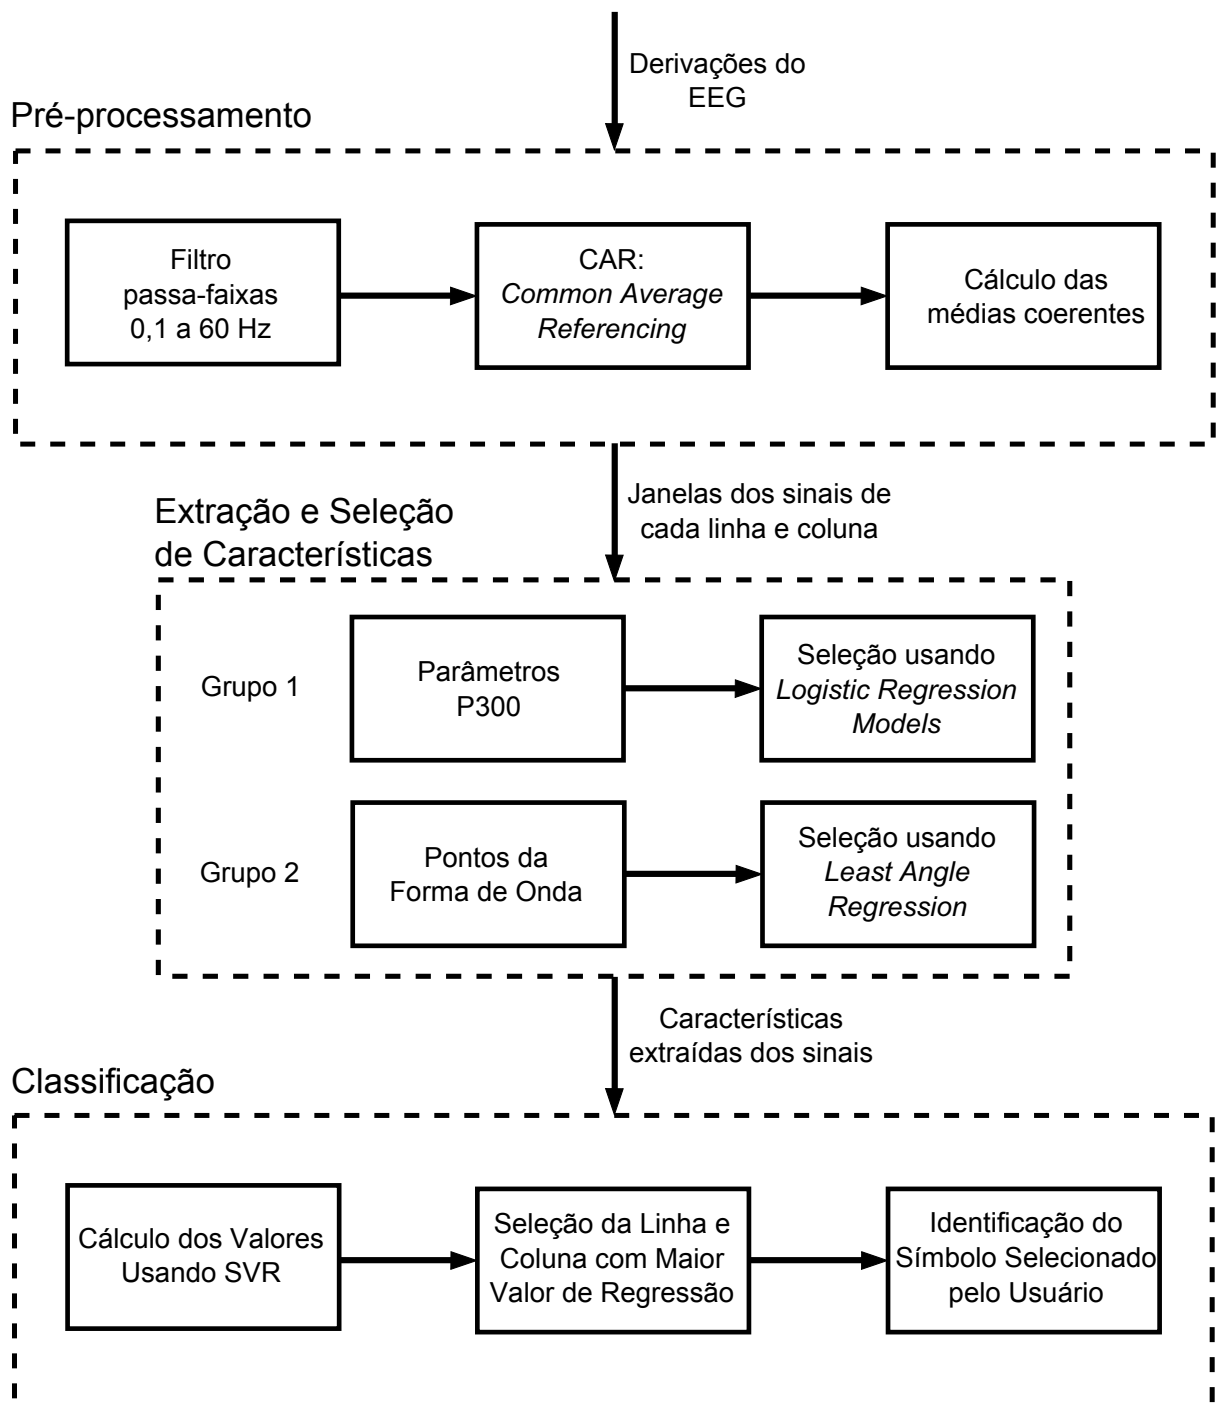 Derivações do
EEG
Pré-processamento
Filtro
passa-faixas
0,1 a 60 Hz
CAR:
Common Average
Referencing
Cálculo das
médias coerentes
Janelas dos sinais de
cada linha e coluna
Extração e Seleção
de Características
Grupo 1
Parâmetros
P300
Seleção usando
Logistic Regression
Models
Grupo 2
Pontos da
Forma de Onda
Seleção usando
Least Angle
Regression
Características
extraídas dos sinais
Classificação
Cálculo dos Valores
Usando SVR
Seleção da Linha e
Coluna com Maior
Valor de Regressão
Identificação do
Símbolo Selecionado
pelo Usuário